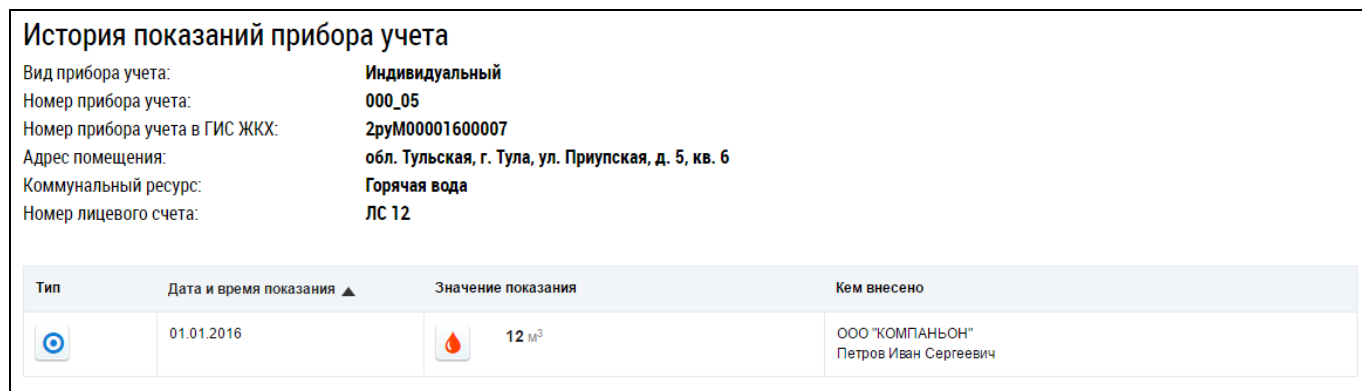 История показаний прибора учета
Вид прибора учета: Индивидуальный
Номер прибора учета: 000_05
Номер прибора учета в ГИС ЖКХ: 2руМ00001600007
Адрес помещения: обл. Тульская, г. Тула, ул. Приупская, д. 5, кв. 6
Коммунальный ресурс: Горячая вода
Номер лицевого счета: ЛС 12
Тип Дата и время показания ▲ Значение показания Кем внесено
01.01.2016 12 м³ ООО "КОМПАНЬОН"
Петров Иван Сергеевич